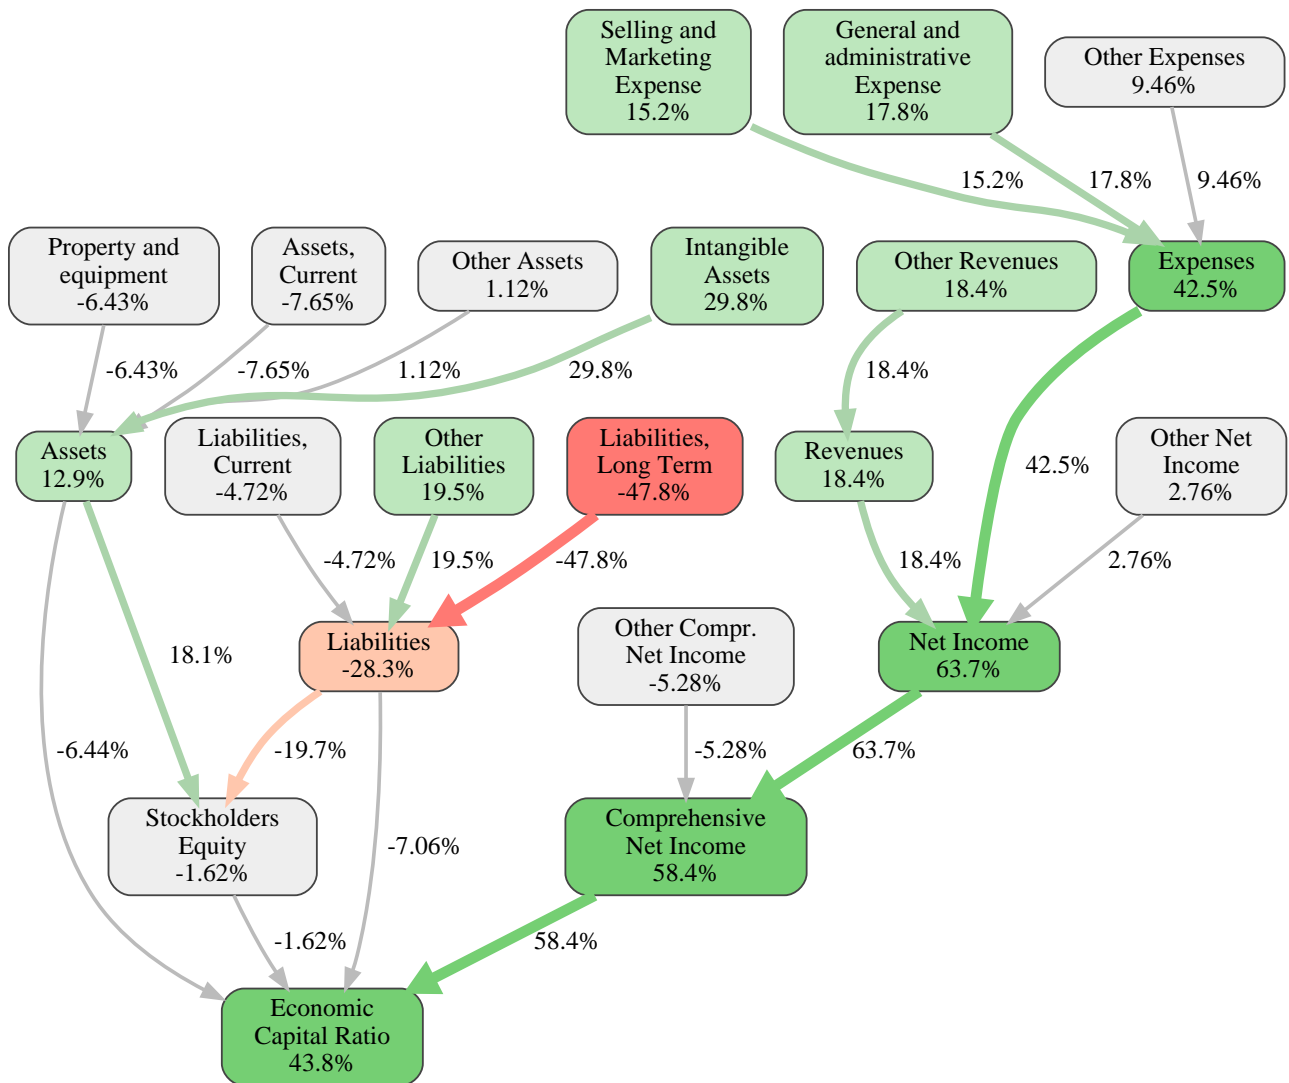 Selling and
Marketing
Expense
15.2%
General and
administrative
Expense
17.8%
Other Expenses
9.46%
15.2%
17.8%
9.46%
Property and
equipment
-6.43%
Assets,
Current
-7.65%
Other Assets
1.12%
Intangible
Assets
29.8%
Other Revenues
18.4%
Expenses
42.5%
-6.43%
-7.65%
1.12%
29.8%
18.4%
42.5%
Assets
12.9%
Liabilities,
Current
-4.72%
Other
Liabilities
19.5%
Liabilities,
Long Term
-47.8%
Revenues
18.4%
Other Net
Income
2.76%
-4.72%
19.5%
-47.8%
18.4%
2.76%
18.1%
Liabilities
-28.3%
Other Compr.
Net Income
-5.28%
Net Income
63.7%
-6.44%
-19.7%
-5.28%
63.7%
Stockholders
Equity
-1.62%
-7.06%
Comprehensive
Net Income
58.4%
-1.62%
58.4%
Economic
Capital Ratio
43.8%